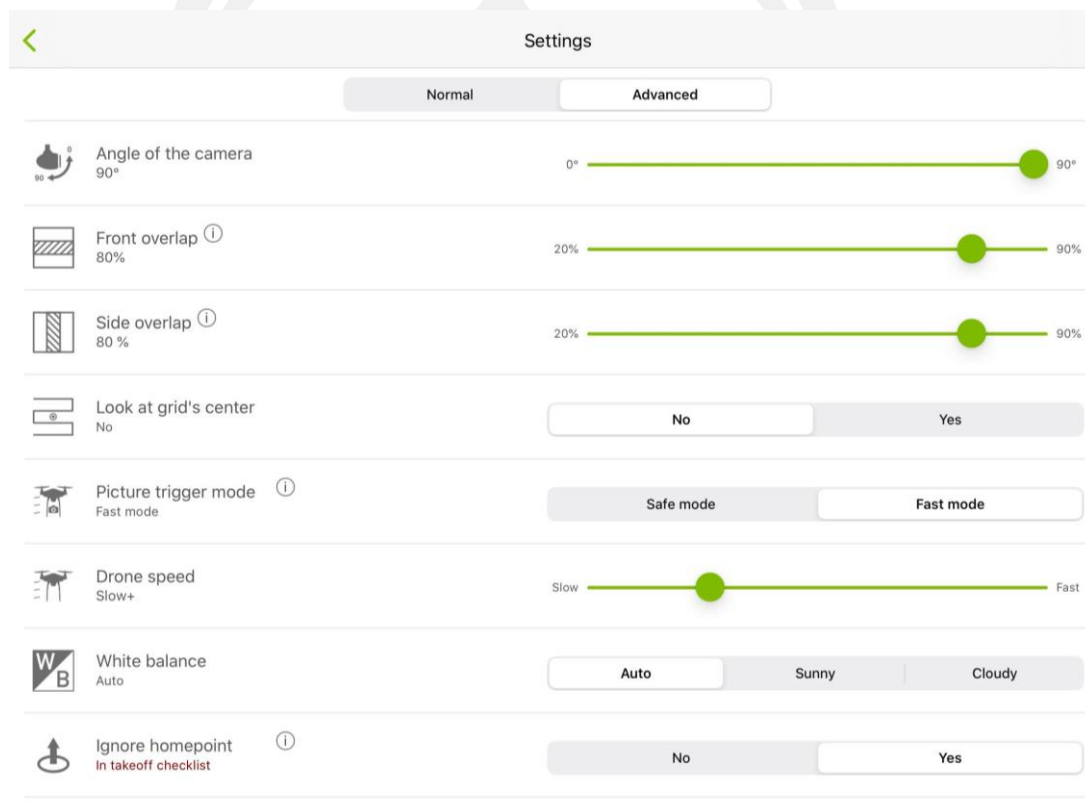 Settings
Normal Advanced
Angle of the camera
90°
0° 90°
0
90
Front overlap
80%
20% 90%
Side overlap
80 %
20% 90%
Look at grid's center
No
No Yes
Picture trigger mode
Fast mode
Safe mode Fast mode
Drone speed
Slow+
Slow Fast
W
B
White balance
Auto
Auto Sunny Cloudy
Ignore homepoint
In takeoff checklist
No Yes